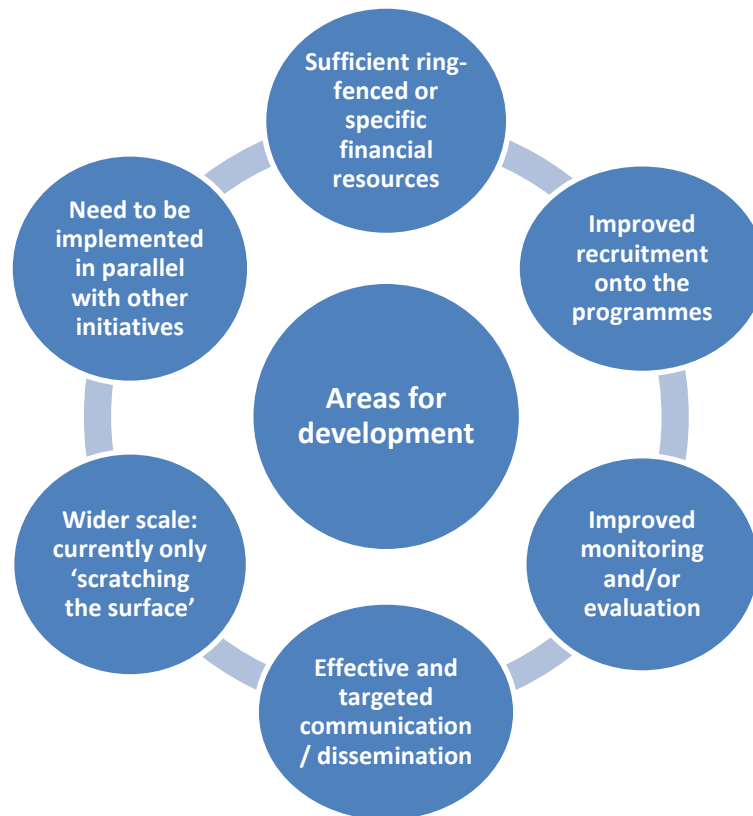 Sufficient ring-
fenced or
specific
financial
resources
Improved
recruitment
onto the
programmes
Improved
monitoring
and/or
evaluation
Effective and
targeted
communication
/ dissemination
Wider scale:
currently only
‘scratching
the surface’
Need to be
implemented
in parallel
with other
initiatives
Areas for
development